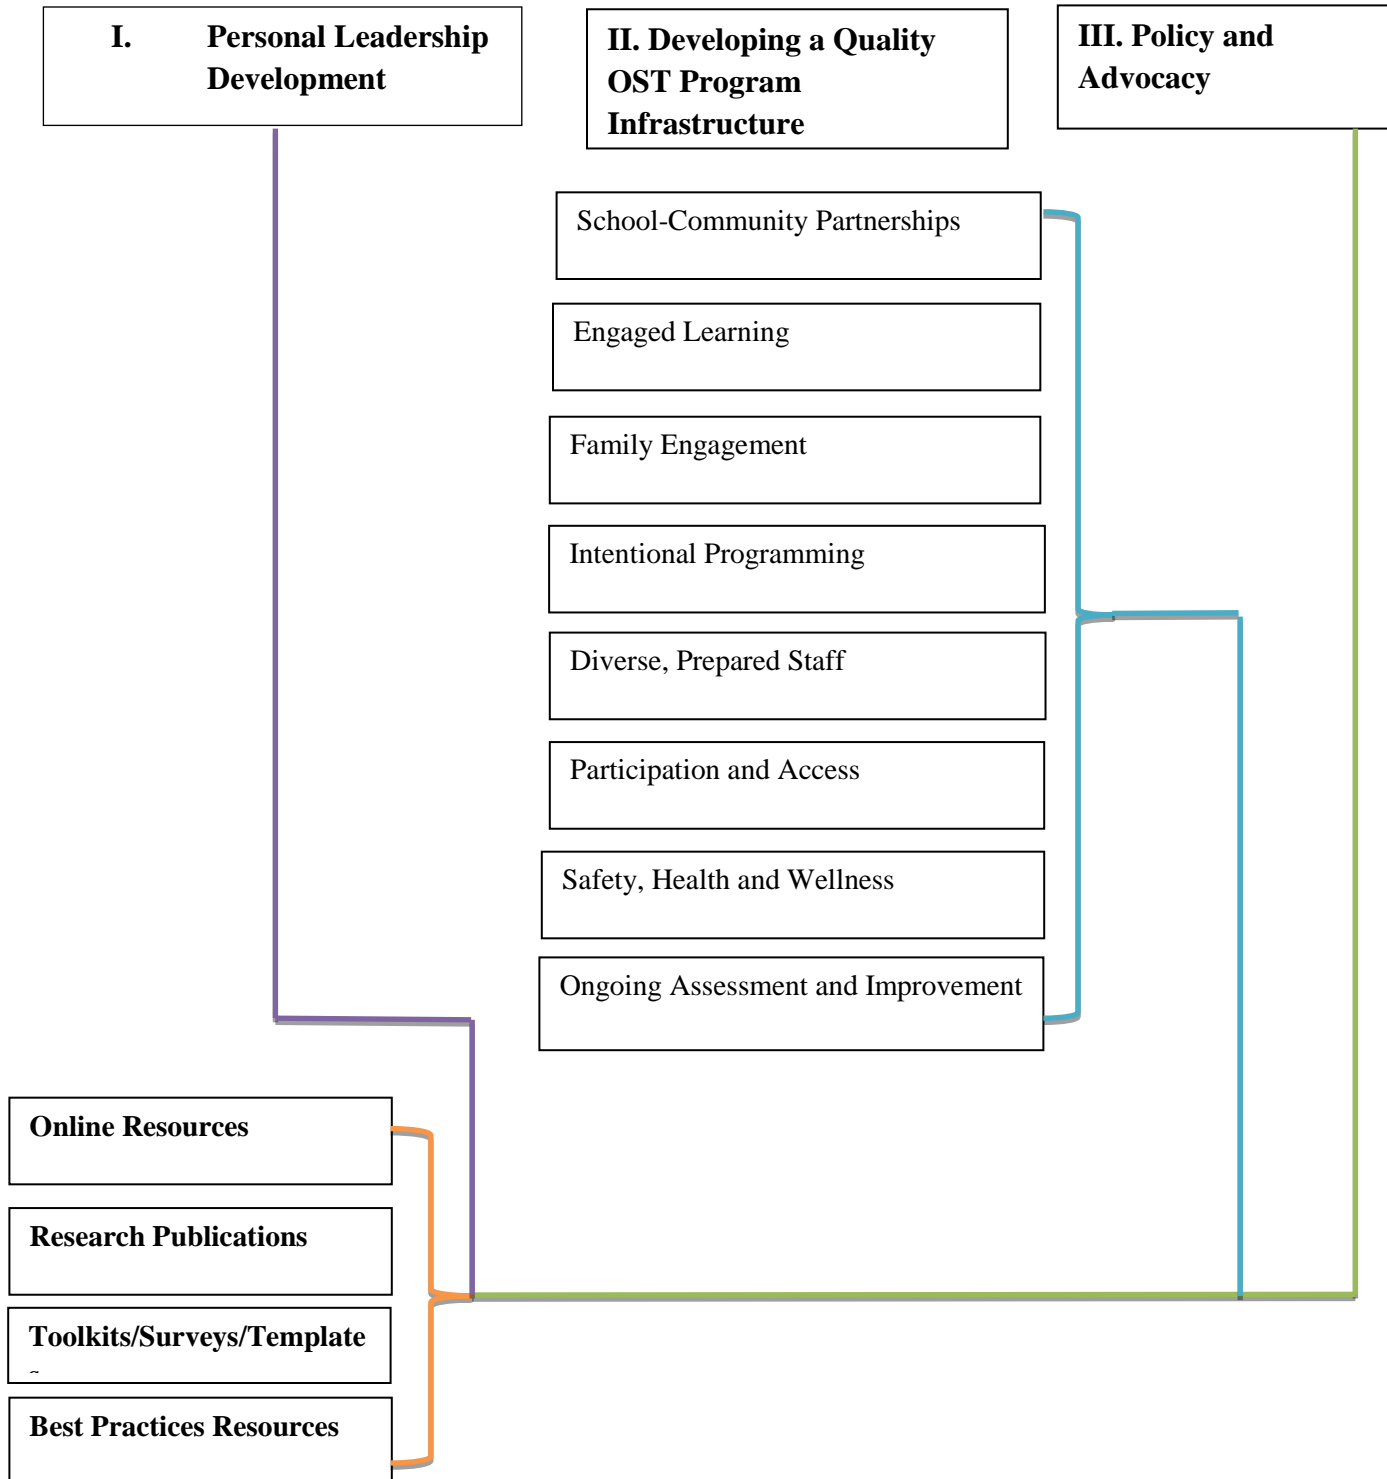 I. Personal Leadership
Development
II. Developing a Quality
OST Program
Infrastructure
III. Policy and
Advocacy
School-Community Partnerships
Engaged Learning
Family Engagement
Intentional Programming
Diverse, Prepared Staff
Participation and Access
Safety, Health and Wellness
Ongoing Assessment and Improvement
Online Resources
Research Publications
Toolkits/Surveys/Template
s
Best Practices Resources